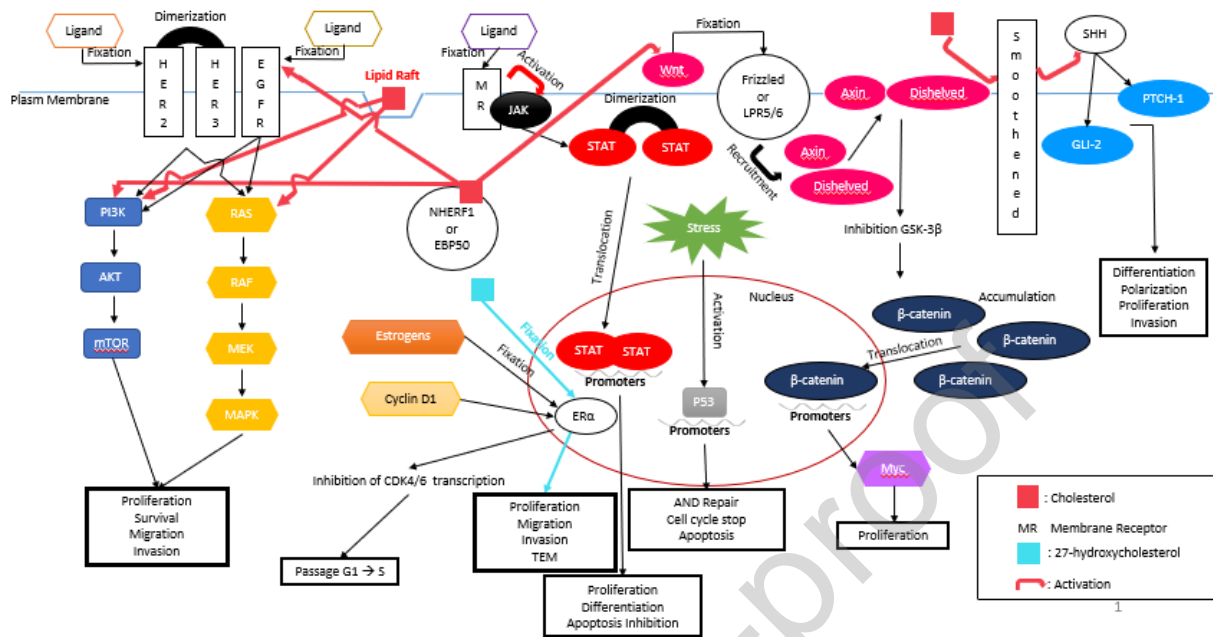 Ligand
Dimerization
Ligand
Ligand
Fixation
Fixation
Fixation
Activation
Fixation
HER2
HER3
EGFR
Lipid Raft
Plasm Membrane
MR
JAK
Dimerization
STAT
STAT
Wnt
Frizzled
or
LPR5/6
Recruitment
Axin
Dishelved
Axin
Dishelved
Smoothened
SHH
PTCH-1
GLI-2
PI3K
RAS
NHERF1
or
EBP50
Translocation
Stress
Inhibition GSK-3β
AKT
RAF
mTOR
MEK
MAPK
Differentiation
Polarization
Proliferation
Invasion
Nucleus
Activation
Accumulation
β-catenin
β-catenin
β-catenin
Translocation
β-catenin
Promoters
Estrogens
Fixation
Fixation
Cyclin D1
ERα
STAT
STAT
Promoters
P53
Promoters
Myc
Proliferation
Inhibition of CDK4/6 transcription
Passage G1 → S
Proliferation
Survival
Migration
Invasion
Proliferation
Migration
Invasion
TEM
AND Repair
Cell cycle stop
Apoptosis
Proliferation
Differentiation
Apoptosis Inhibition
: Cholesterol
MR Membrane Receptor
: 27-hydroxycholesterol
: Activation
1
proof